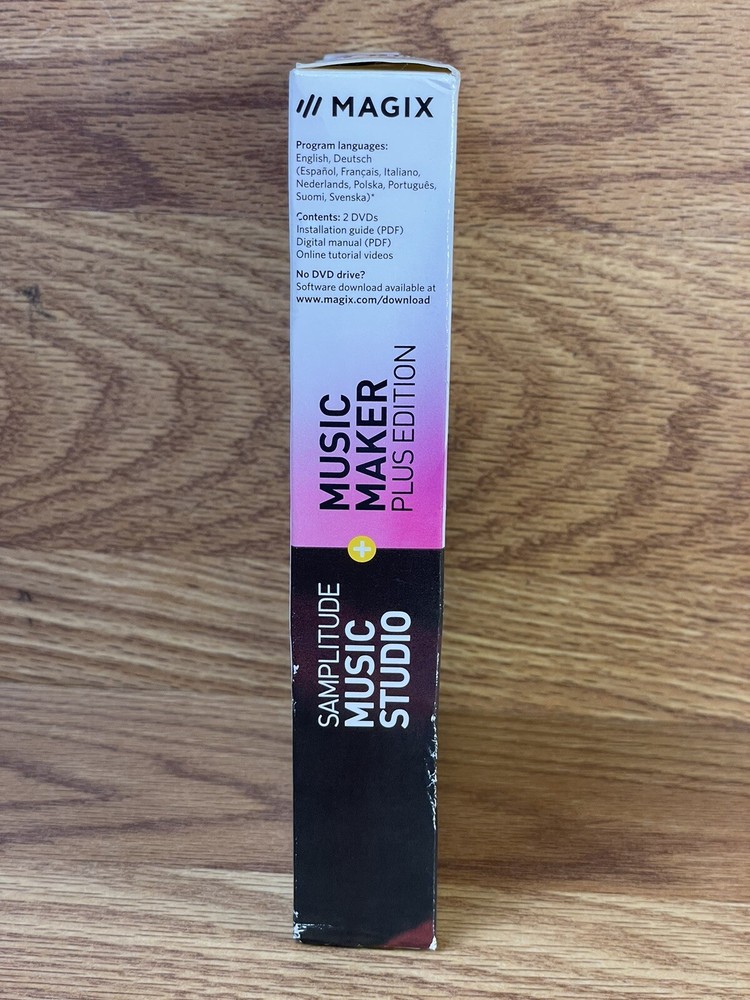 MAGIX
Program languages:
English, Deutsch
(Español, Français, Italiano,
Nederlands, Polska, Português,
Suomi, Svenska)*
Contents: 2 DVDs
Installation guide (PDF)
Digital manual (PDF)
Online tutorial videos
No DVD drive?
Software download available at
www.magix.com/download
MUSIC
MAKER
PLUS EDITION
+
SAMPLITUDE
MUSIC
STUDIO